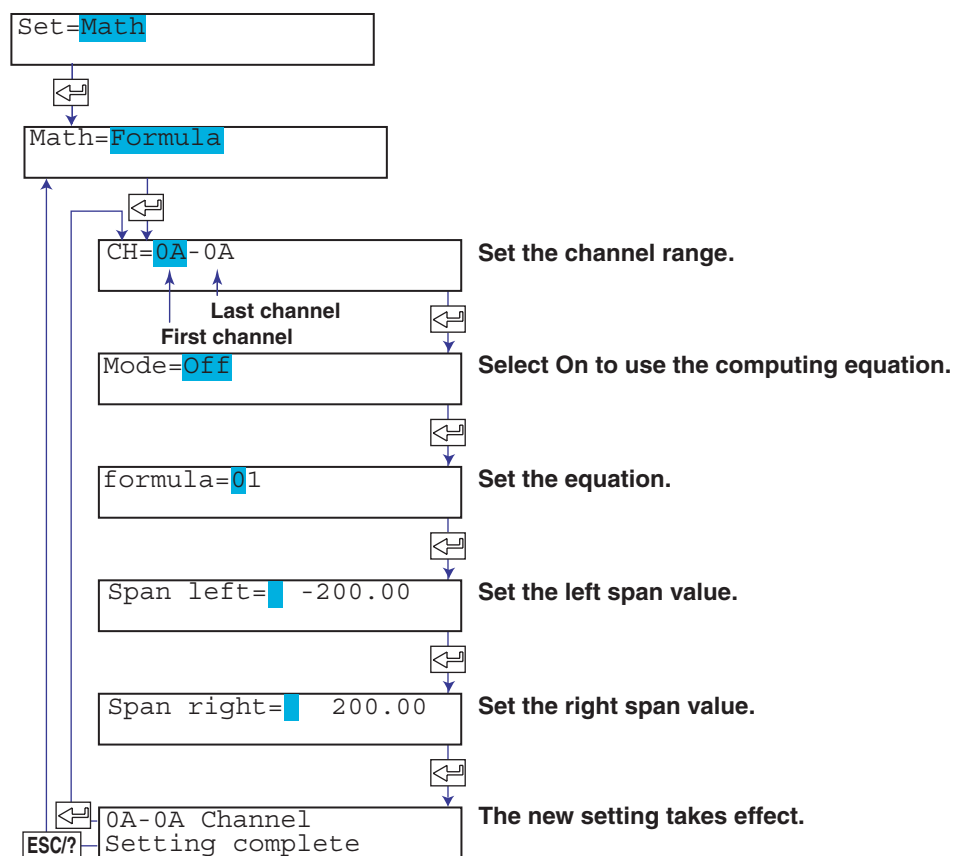 Set=Math
Math=Formula
CH=0A-0A
Set the channel range.
Last channel
First channel
Mode=Off
Select On to use the computing equation.
formula=01
Set the equation.
Span left= -200.00
Set the left span value.
Span right= 200.00
Set the right span value.
0A-0A Channel
The new setting takes effect.
ESC/?
Setting complete